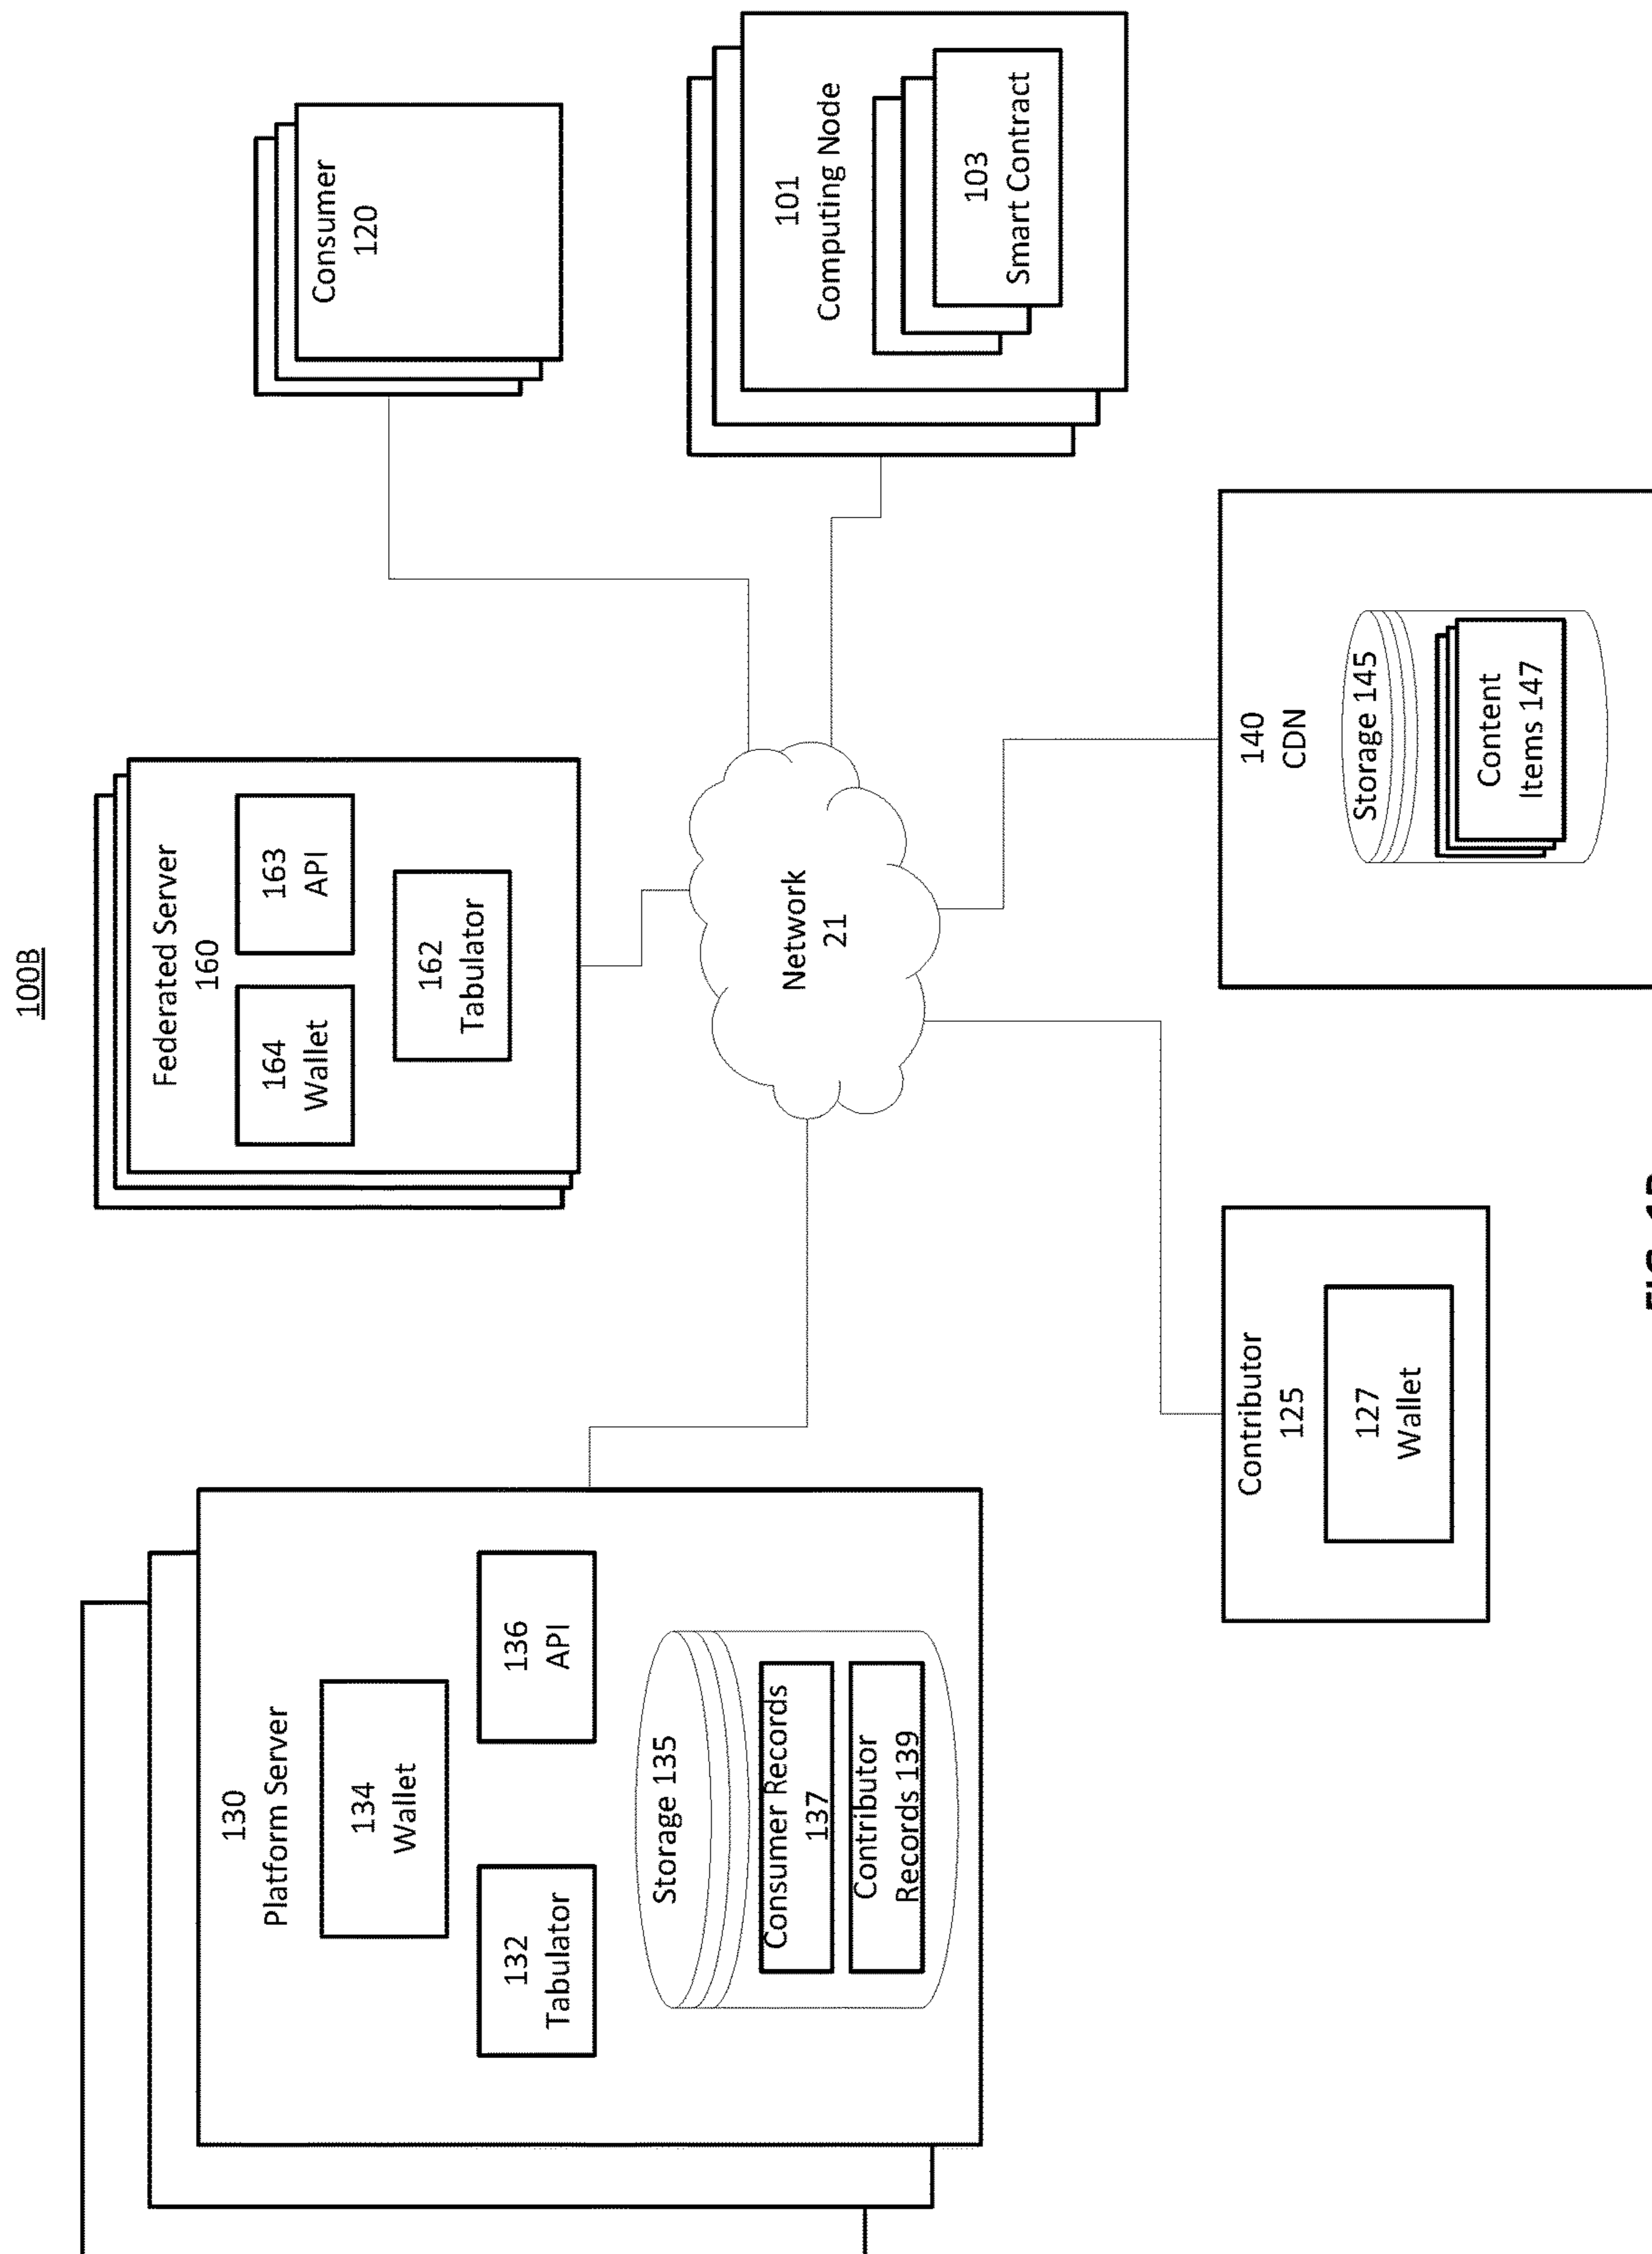 100B
130
Platform Server
134
Wallet
132
Tabulator
136
API
Storage 135
Consumer Records
137
Contributor
Records 139
Federated Server
160
164
Wallet
163
API
162
Tabulator
Consumer
120
Network
21
101
Computing Node
103
Smart Contract
Contributor
125
127
Wallet
140
CDN
Storage 145
Content
Items 147